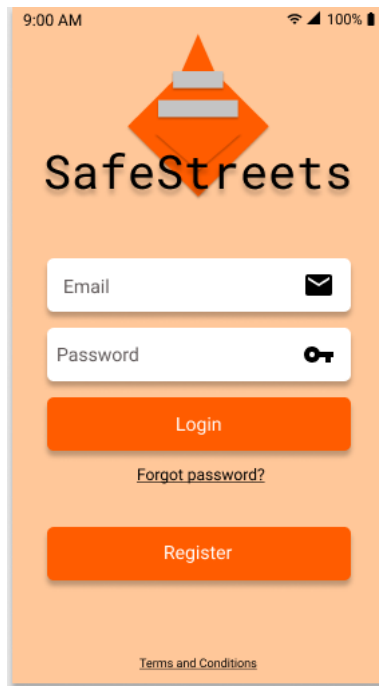 9:00 AM 100%
SafeStreets
Email
Password
Login
Forgot password?
Register
Terms and Conditions